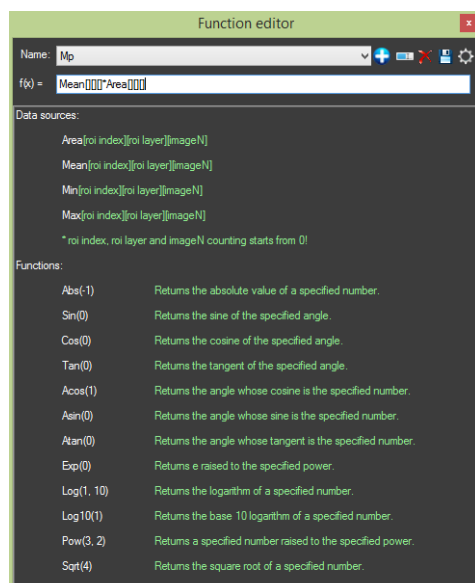 Function editor
x
Name: Mp
f(x) = Mean[][][]*Area[][][]
Data sources:
Area[roi index][roi layer][imageN]
Mean[roi index][roi layer][imageN]
Min[roi index][roi layer][imageN]
Max[roi index][roi layer][imageN]
* roi index, roi layer and imageN counting starts from 0!
Functions:
Abs(-1) Returns the absolute value of a specified number.
Sin(0) Returns the sine of the specified angle.
Cos(0) Returns the cosine of the specified angle.
Tan(0) Returns the tangent of the specified angle.
Acos(1) Returns the angle whose cosine is the specified number.
Asin(0) Returns the angle whose sine is the specified number.
Atan(0) Returns the angle whose tangent is the specified number.
Exp(0) Returns e raised to the specified power.
Log(1, 10) Returns the logarithm of a specified number.
Log10(1) Returns the base 10 logarithm of a specified number.
Pow(3, 2) Returns a specified number raised to the specified power.
Sqrt(4) Returns the square root of a specified number.